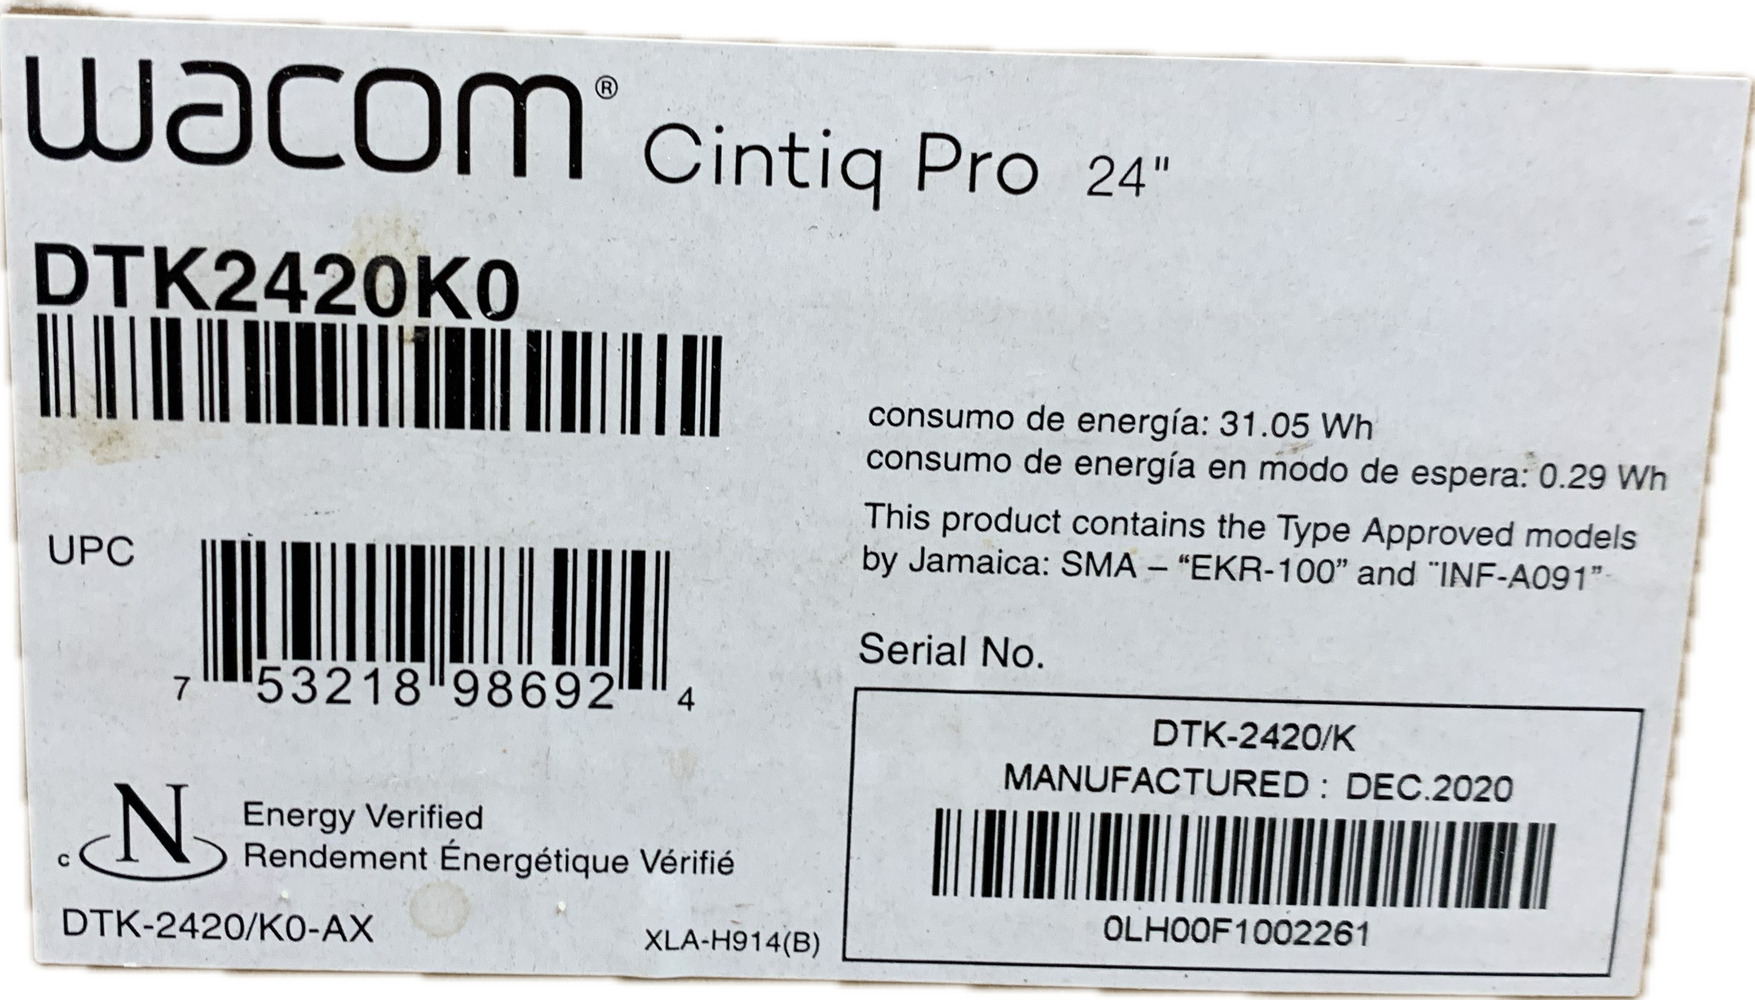 wacom® Cintiq Pro 24"
DTK2420K0
consumo de energía: 31.05 Wh
consumo de energía en modo de espera: 0.29 Wh
This product contains the Type Approved models
by Jamaica: SMA – “EKR-100” and ¨INF-A091”
UPC
7 53218 98692 4
Serial No.
DTK-2420/K
MANUFACTURED : DEC.2020
0LH00F1002261
c N Energy Verified
Rendement Énergétique Vérifié
DTK-2420/K0-AX
XLA-H914(B)